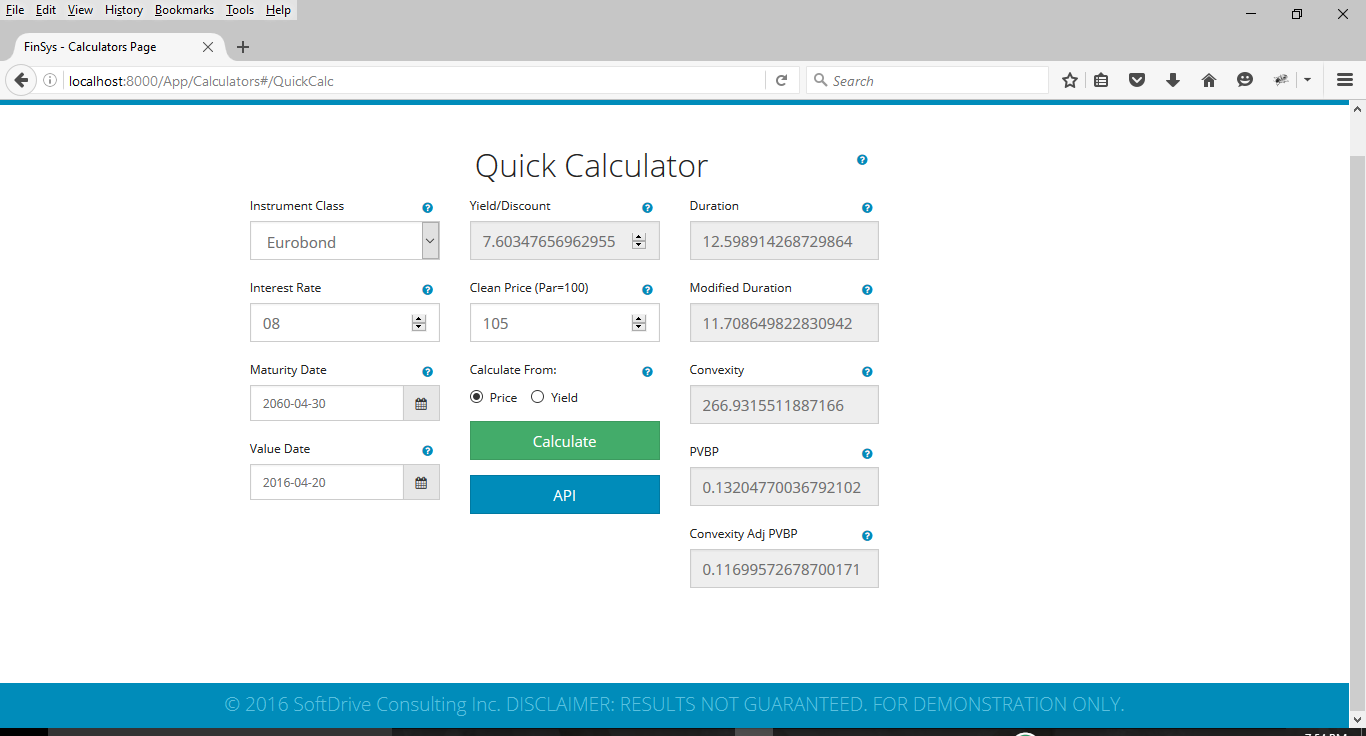 File Edit View History Bookmarks Tools Help
FinSys - Calculators Page
localhost:8000/App/Calculators#/QuickCalc
Search
Quick Calculator
Instrument Class
Eurobond
Interest Rate
08
Maturity Date
2060-04-30
Value Date
2016-04-20
Yield/Discount
7.60347656962955
Clean Price (Par=100)
105
Calculate From:
Price Yield
Calculate
API
Duration
12.598914268729864
Modified Duration
11.708649822830942
Convexity
266.9315511887166
PVBP
0.13204770036792102
Convexity Adj PVBP
0.11699572678700171
© 2016 SoftDrive Consulting Inc. DISCLAIMER: RESULTS NOT GUARANTEED. FOR DEMONSTRATION ONLY.